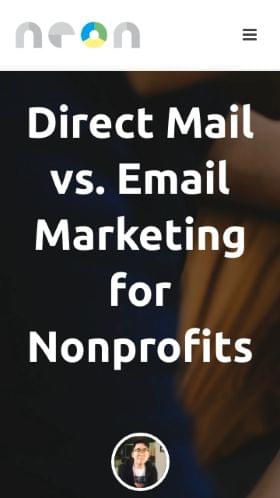 neon
Direct Mail
vs. Email
Marketing
for
Nonprofits